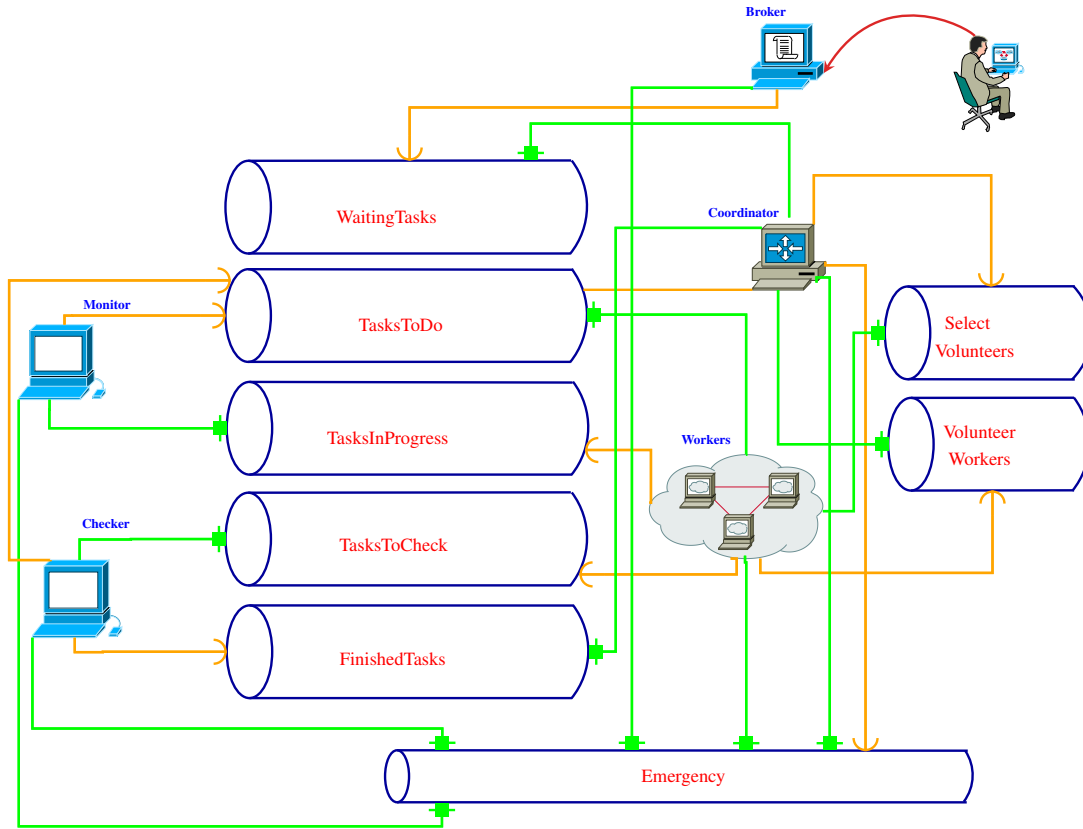 Broker
WaitingTasks
Coordinator
Monitor
TasksToDo
Select
Volunteers
TasksInProgress
Workers
Volunteer
Workers
Checker
TasksToCheck
FinishedTasks
Emergency